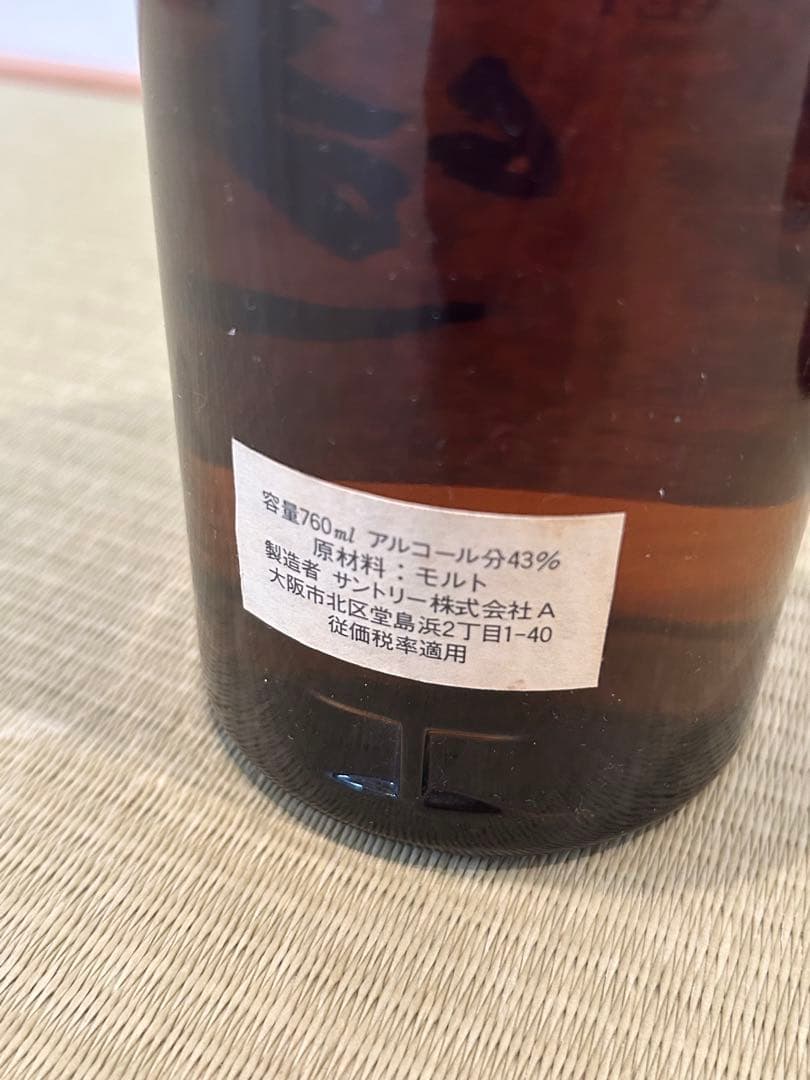 容量760ml アルコール分43%
原材料：モルト
製造者 サントリー株式会社A
大阪市北区堂島浜2丁目1-40
従価税率適用